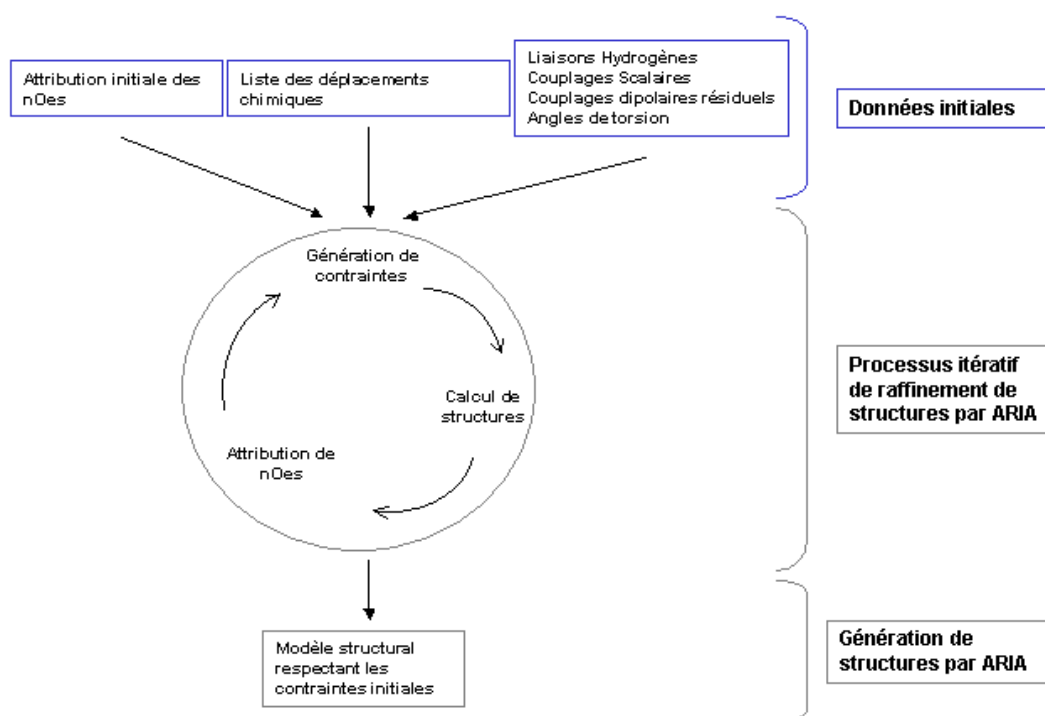 Attribution initiale des
nOes
Liste des déplacements
chimiques
Liaisons Hydrogènes
Couplages Scalaires
Couplages dipolaires résiduels
Angles de torsion
Données initiales
Génération de
contraintes
Calcul de
structures
Attribution de
nOes
Processus itératif
de raffinement de
structures par ARIA
Modèle structural
respectant les
contraintes initiales
Génération de
structures par ARIA